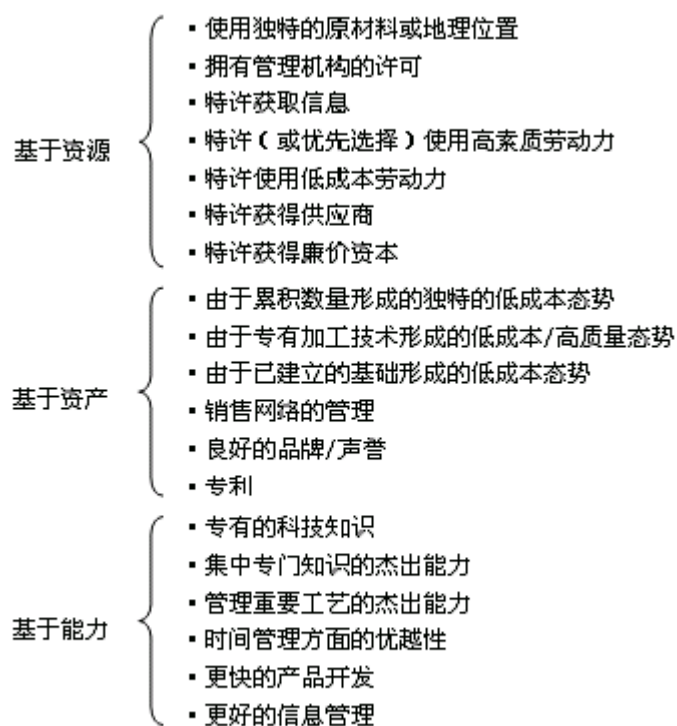 基于资源
▪使用独特的原材料或地理位置
▪拥有管理机构的许可
▪特许获取信息
▪特许(或优先选择)使用高素质劳动力
▪特许使用低成本劳动力
▪特许获得供应商
▪特许获得廉价资本
基于资产
▪由于累积数量形成的独特的低成本态势
▪由于专有加工技术形成的低成本/高质量态势
▪由于已建立的基础形成的低成本态势
▪销售网络的管理
▪良好的品牌/声誉
▪专利
基于能力
▪专有的科技知识
▪集中专门知识的杰出能力
▪管理重要工艺的杰出能力
▪时间管理方面的优越性
▪更快的产品开发
▪更好的信息管理